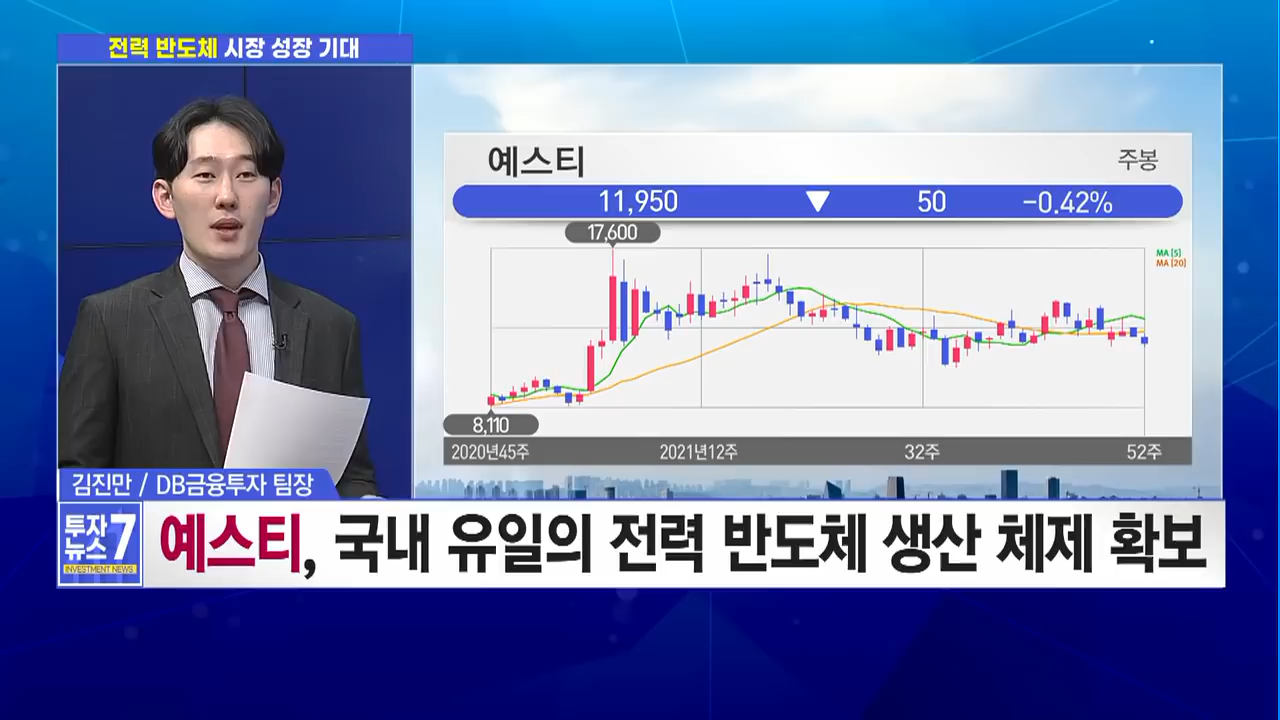 전력 반도체 시장 성장 기대
예스티
주봉
11,950 ▼ 50 -0.42%
17,600
MA [5]
MA [20]
8,110
2020년45주 2021년12주 32주 52주
김진만 / DB금융투자 팀장
투자
뉴스7
INVESTMENT NEWS
예스티, 국내 유일의 전력 반도체 생산 체제 확보